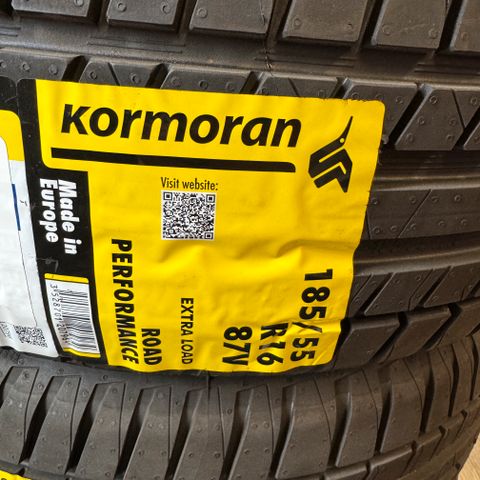 Kormoran
Visit website:
Made in
Europe
185/55
R16
87V
EXTRA LOAD
ROAD
PERFORMANCE